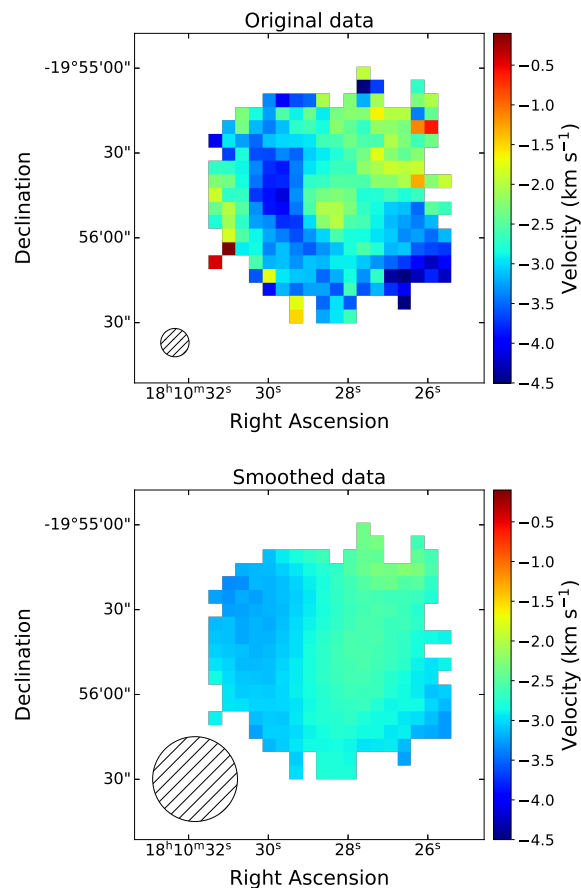 Original data
-19°55'00"
30"
56'00"
30"
Declination
18ʰ10ᵐ32ˢ
30ˢ
28ˢ
26ˢ
Right Ascension
−0.5
−1.0
−1.5
−2.0
−2.5
−3.0
−3.5
−4.0
−4.5
Velocity (km s⁻¹)
Smoothed data
-19°55'00"
30"
56'00"
30"
Declination
18ʰ10ᵐ32ˢ
30ˢ
28ˢ
26ˢ
Right Ascension
−0.5
−1.0
−1.5
−2.0
−2.5
−3.0
−3.5
−4.0
−4.5
Velocity (km s⁻¹)